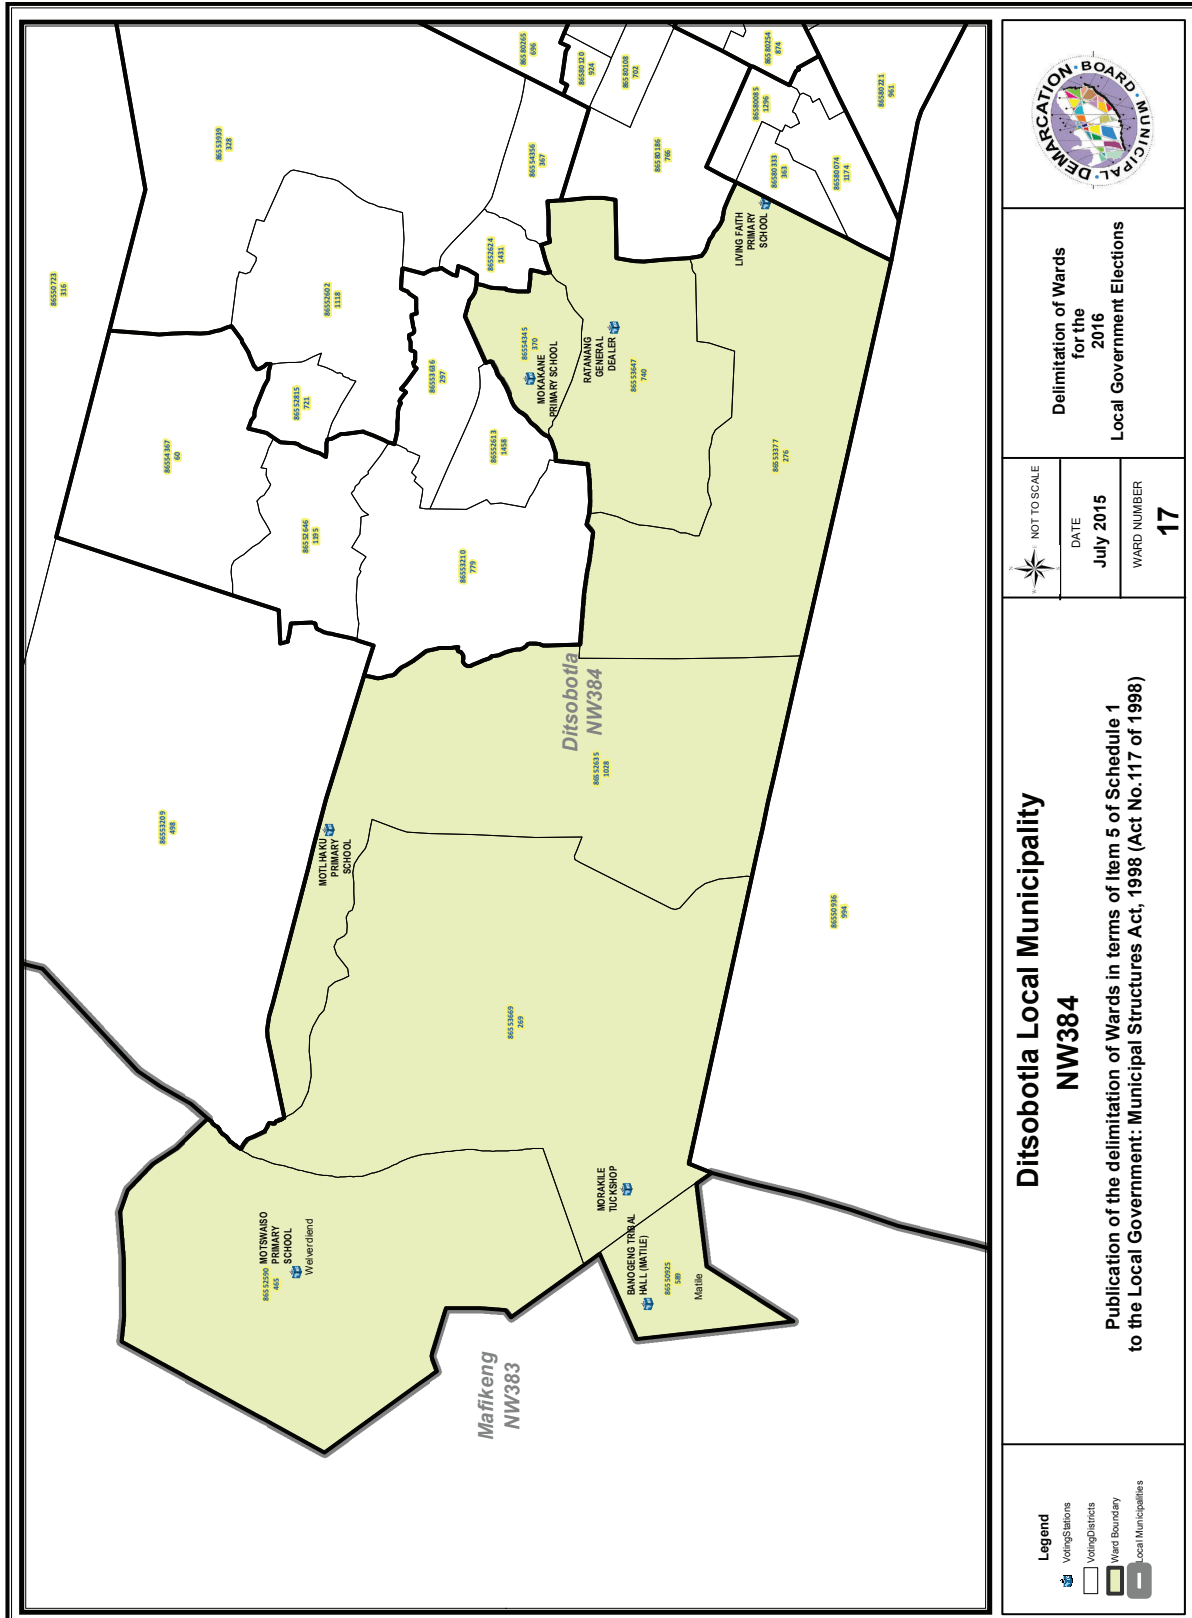 86550723
316
86553939
328
86580265
696
86580120
924
86580108
702
86580254
874
86580221
961
86580085
1296
86580333
363
86580074
1174
86580186
766
86554356
367
86552624
1431
86552602
1118
86552815
721
86554367
60
86552646
1195
86553636
297
86552613
1458
86553210
779
86554345
370
MOKAKANE
PRIMARY SCHOOL
RATANANG
GENERAL
DEALER
86553647
740
LIVING FAITH
PRIMARY
SCHOOL
86553377
276
86553209
498
MOTLHAKU
PRIMARY
SCHOOL
Ditsobotla
NW384
86552635
1028
86550936
994
86553669
269
MORAKILE
TUCKSHOP
BANOGENG TRIBAL
HALL (MATILE)
86550925
589
Matile
86552590
465
MOTSWAISO
PRIMARY
SCHOOL
Welverdiend
Mafikeng
NW383
Legend
VotingStations
VotingDistricts
Ward Boundary
Local Municipalities
Ditsobotla Local Municipality
NW384
Publication of the delimitation of Wards in terms of Item 5 of Schedule 1
to the Local Government: Municipal Structures Act, 1998 (Act No.117 of 1998)
NOT TO SCALE
DATE
July 2015
WARD NUMBER
17
Delimitation of Wards
for the
2016
Local Government Elections
MUNICIPAL • DEMARCATION • BOARD •